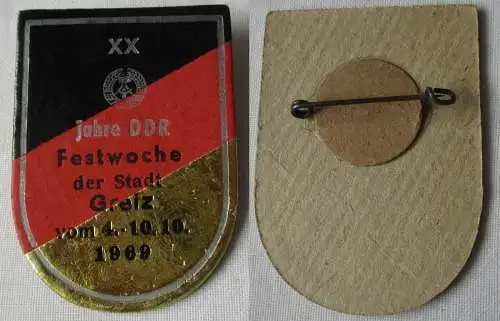 XX
Jahre DDR
Festwoche
der Stadt
Greiz
vom 4.-10.10.
1969